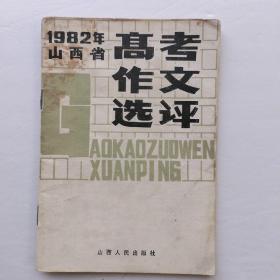 1982年
山西省
高考
作文
选评
GAOKAOZUOWEN
XUANPING
山西人民出版社